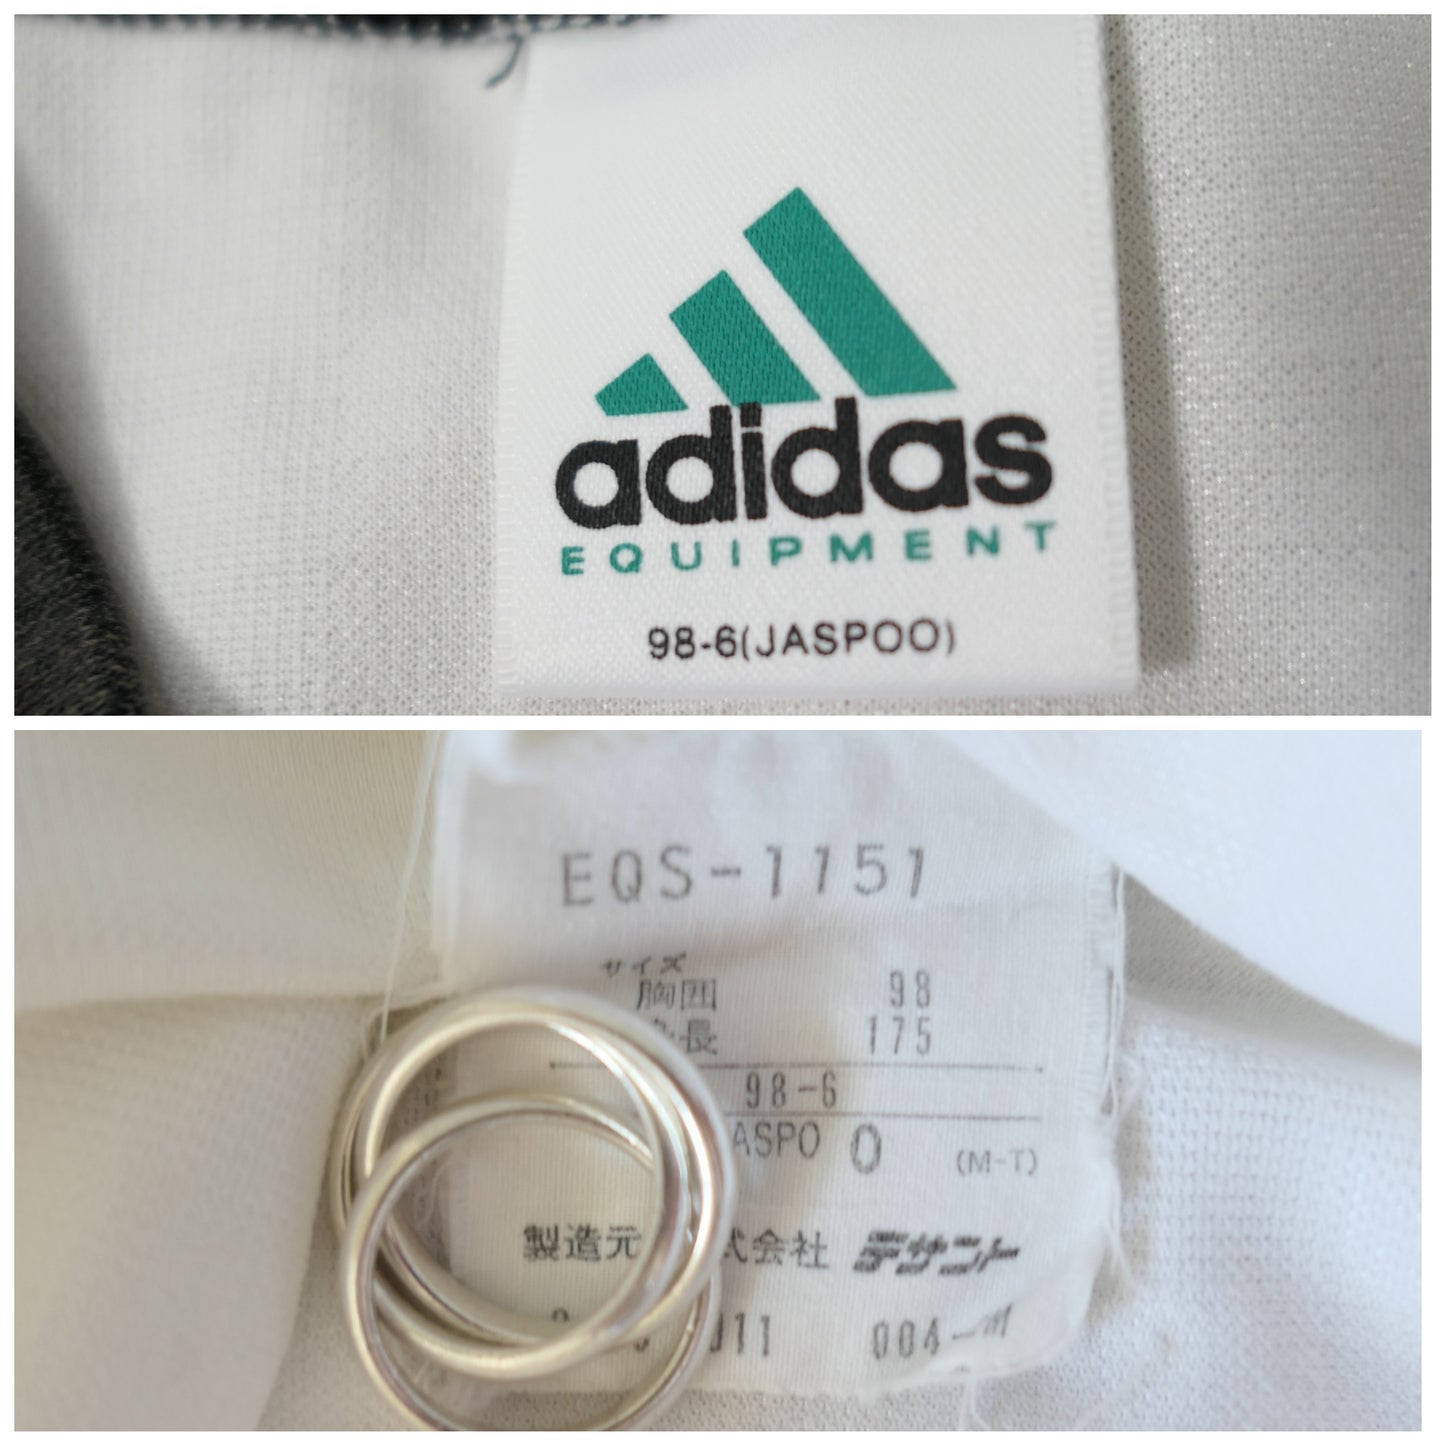 adidas
EQUIPMENT
98-6(JASPOO)
EQS-1151
サイズ
胸囲 98
長 175
98-6
ASPO O (M-T)
製造元 式会社 デサント
011 004-